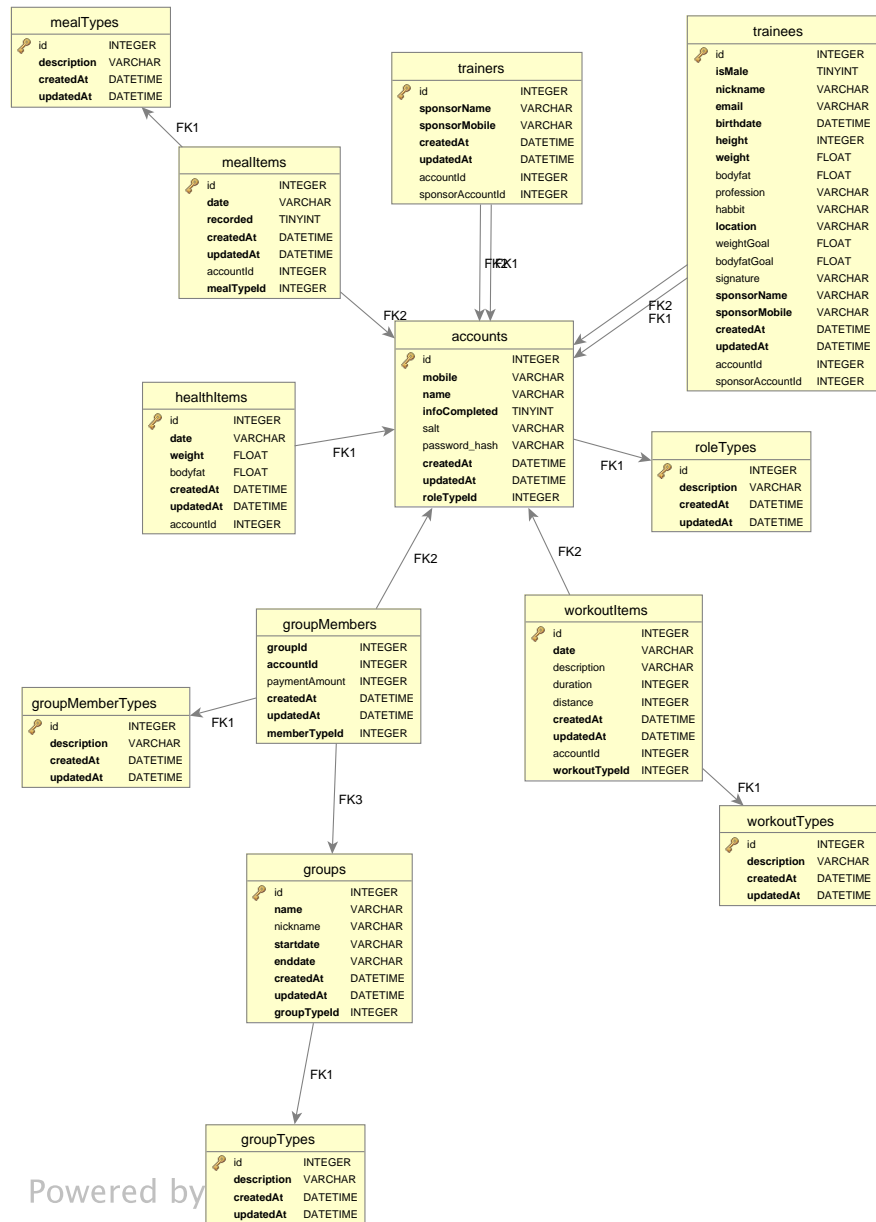 mealTypes
id INTEGER
description VARCHAR
createdAt DATETIME
updatedAt DATETIME
FK1
mealItems
id INTEGER
date VARCHAR
recorded TINYINT
createdAt DATETIME
updatedAt DATETIME
accountId INTEGER
mealTypeId INTEGER
FK2
trainers
id INTEGER
sponsorName VARCHAR
sponsorMobile VARCHAR
createdAt DATETIME
updatedAt DATETIME
accountId INTEGER
sponsorAccountId INTEGER
FK2
FK1
trainees
id INTEGER
isMale TINYINT
nickname VARCHAR
email VARCHAR
birthdate DATETIME
height INTEGER
weight FLOAT
bodyfat FLOAT
profession VARCHAR
habbit VARCHAR
location VARCHAR
weightGoal FLOAT
bodyfatGoal FLOAT
signature VARCHAR
sponsorName VARCHAR
sponsorMobile VARCHAR
createdAt DATETIME
updatedAt DATETIME
accountId INTEGER
sponsorAccountId INTEGER
FK2
FK1
accounts
id INTEGER
mobile VARCHAR
name VARCHAR
infoCompleted TINYINT
salt VARCHAR
password_hash VARCHAR
createdAt DATETIME
updatedAt DATETIME
roleTypeId INTEGER
healthItems
id INTEGER
date VARCHAR
weight FLOAT
bodyfat FLOAT
createdAt DATETIME
updatedAt DATETIME
accountId INTEGER
FK1
FK1
roleTypes
id INTEGER
description VARCHAR
createdAt DATETIME
updatedAt DATETIME
FK2
FK2
groupMembers
groupId INTEGER
accountId INTEGER
paymentAmount INTEGER
createdAt DATETIME
updatedAt DATETIME
memberTypeId INTEGER
workoutItems
id INTEGER
date VARCHAR
description VARCHAR
duration INTEGER
distance INTEGER
createdAt DATETIME
updatedAt DATETIME
accountId INTEGER
workoutTypeId INTEGER
groupMemberTypes
id INTEGER
description VARCHAR
createdAt DATETIME
updatedAt DATETIME
FK1
FK3
FK1
workoutTypes
id INTEGER
description VARCHAR
createdAt DATETIME
updatedAt DATETIME
groups
id INTEGER
name VARCHAR
nickname VARCHAR
startdate VARCHAR
enddate VARCHAR
createdAt DATETIME
updatedAt DATETIME
groupTypeId INTEGER
FK1
groupTypes
id INTEGER
description VARCHAR
createdAt DATETIME
updatedAt DATETIME
Powered by